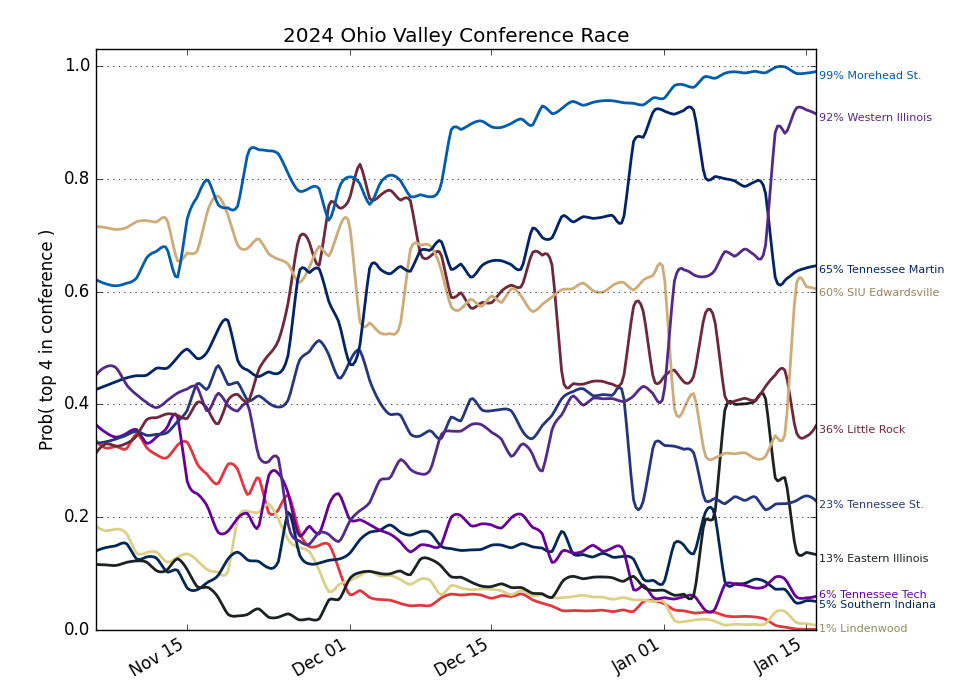 2024 Ohio Valley Conference Race
Prob( top 4 in conference )
1.0
0.8
0.6
0.4
0.2
0.0
Nov 15
Dec 01
Dec 15
Jan 01
Jan 15
99% Morehead St.
92% Western Illinois
65% Tennessee Martin
60% SIU Edwardsville
36% Little Rock
23% Tennessee St.
13% Eastern Illinois
6% Tennessee Tech
5% Southern Indiana
1% Lindenwood